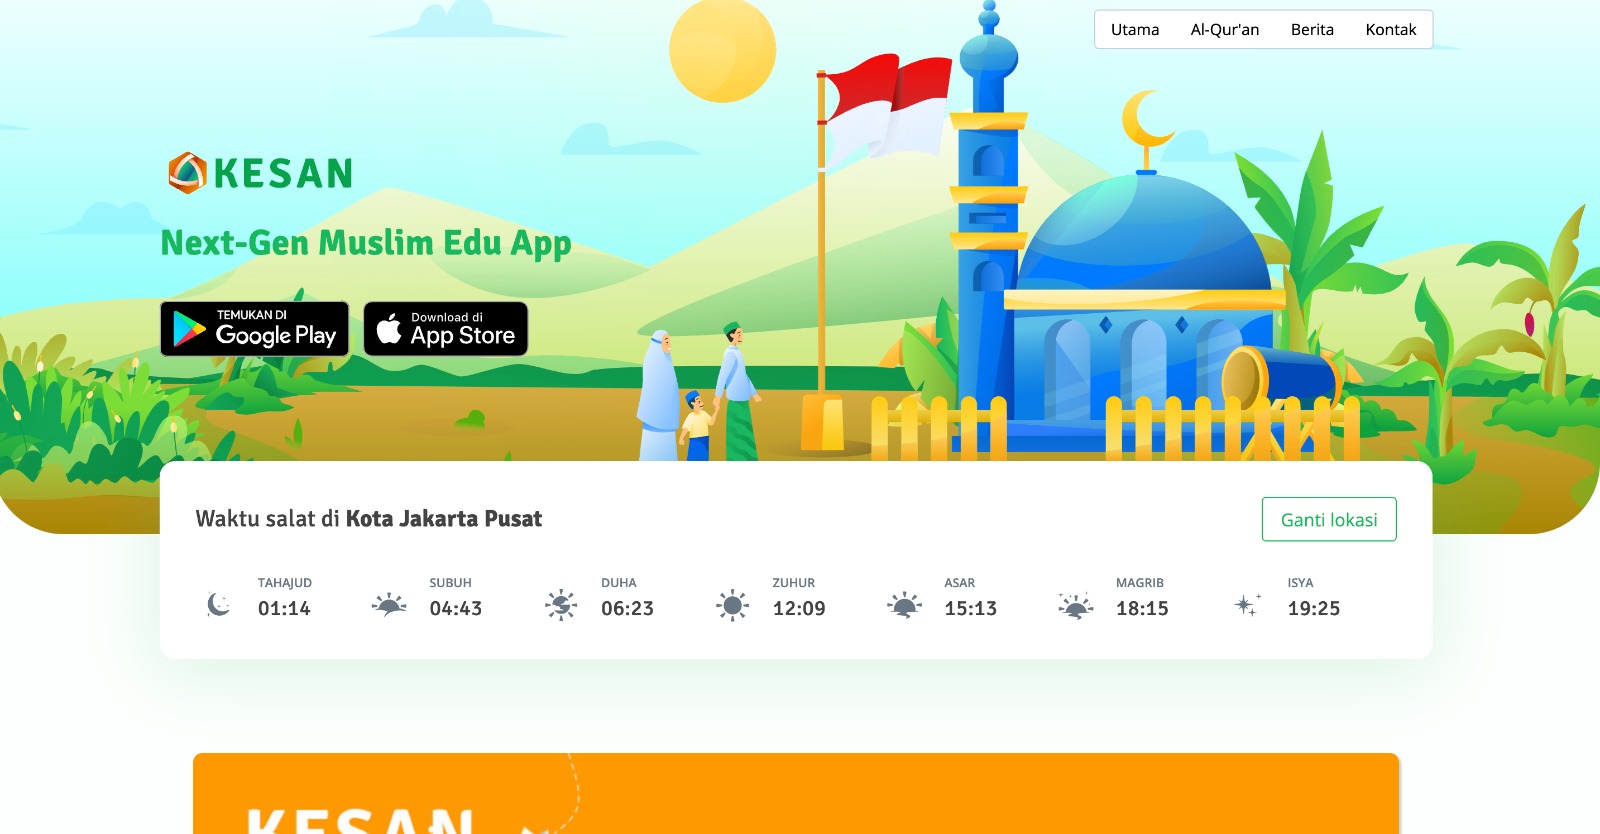 Utama Al-Qur'an Berita Kontak
KESAN
Next-Gen Muslim Edu App
TEMUKAN DI
Google Play
Download di
App Store
Waktu salat di Kota Jakarta Pusat
Ganti lokasi
TAHAJUD
01:14
SUBUH
04:43
DUHA
06:23
ZUHUR
12:09
ASAR
15:13
MAGRIB
18:15
ISYA
19:25
KESAN